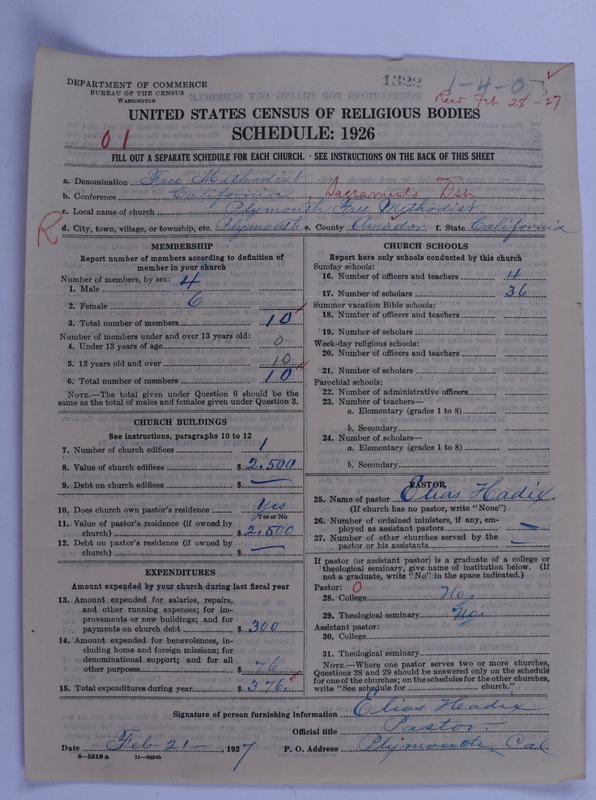 1322
1-4-0
Recd Feb 28-27
DEPARTMENT OF COMMERCE
BUREAU OF THE CENSUS
WASHINGTON
UNITED STATES CENSUS OF RELIGIOUS BODIES
SCHEDULE: 1926
01
FILL OUT A SEPARATE SCHEDULE FOR EACH CHURCH. - SEE INSTRUCTIONS ON THE BACK OF THIS SHEET
a. Denomination Free Methodist
b. Conference California Sacramento Dis
c. Local name of church Plymouth Free Methodist
R
d. City, town, village, or township, etc. Plymouth e. County Amador f. State California
MEMBERSHIP
Report number of members according to definition of
member in your church
Number of members, by sex:
1. Male 4
2. Female 6
3. Total number of members 10
Number of members under and over 13 years old:
4. Under 13 years of age 0
5. 13 years old and over 10
6. Total number of members 10
NOTE.—The total given under Question 6 should be the
same as the total of males and females given under Question 3.
CHURCH BUILDINGS
See instructions, paragraphs 10 to 12
7. Number of church edifices 1
8. Value of church edifices $ 2,500
9. Debt on church edifices $ —
10. Does church own pastor's residence? Yes
Yes or No
11. Value of pastor's residence (if owned by
church) $ 2,500
12. Debt on pastor's residence (if owned by
church) $ —
EXPENDITURES
Amount expended by your church during last fiscal year
13. Amount expended for salaries, repairs,
and other running expenses; for im-
provements or new buildings; and for
payments on church debt $ 300
14. Amount expended for benevolences, in-
cluding home and foreign missions; for
denominational support; and for all
other purposes $ 76
15. Total expenditures during year $ 376
CHURCH SCHOOLS
Report here only schools conducted by this church
Sunday schools:
16. Number of officers and teachers 4
17. Number of scholars 36
Summer vacation Bible schools:
18. Number of officers and teachers
19. Number of scholars
Week-day religious schools:
20. Number of officers and teachers
21. Number of scholars
Parochial schools:
22. Number of administrative officers
23. Number of teachers—
a. Elementary (grades 1 to 8)
b. Secondary
24. Number of scholars—
a. Elementary (grades 1 to 8)
b. Secondary
PASTOR
25. Name of pastor Elias Hadix
(If church has no pastor, write "None")
26. Number of ordained ministers, if any, em-
ployed as assistant pastors —
27. Number of other churches served by the
pastor or his assistants —
If pastor (or assistant pastor) is a graduate of a college or
theological seminary, give name of institution below. (If
not a graduate, write "No" in the space indicated.)
Pastor: 0
28. College No
29. Theological seminary No
Assistant pastor:
30. College
31. Theological seminary
NOTE.—Where one pastor serves two or more churches,
Questions 28 and 29 should be answered only on the schedule
for one of the churches; on the schedules for the other churches,
write "See schedule for church."
Signature of person furnishing information Elias Headix
Official title Pastor
Date Feb 21 — , 1927 P. O. Address Plymouth, Cal
8—5518a